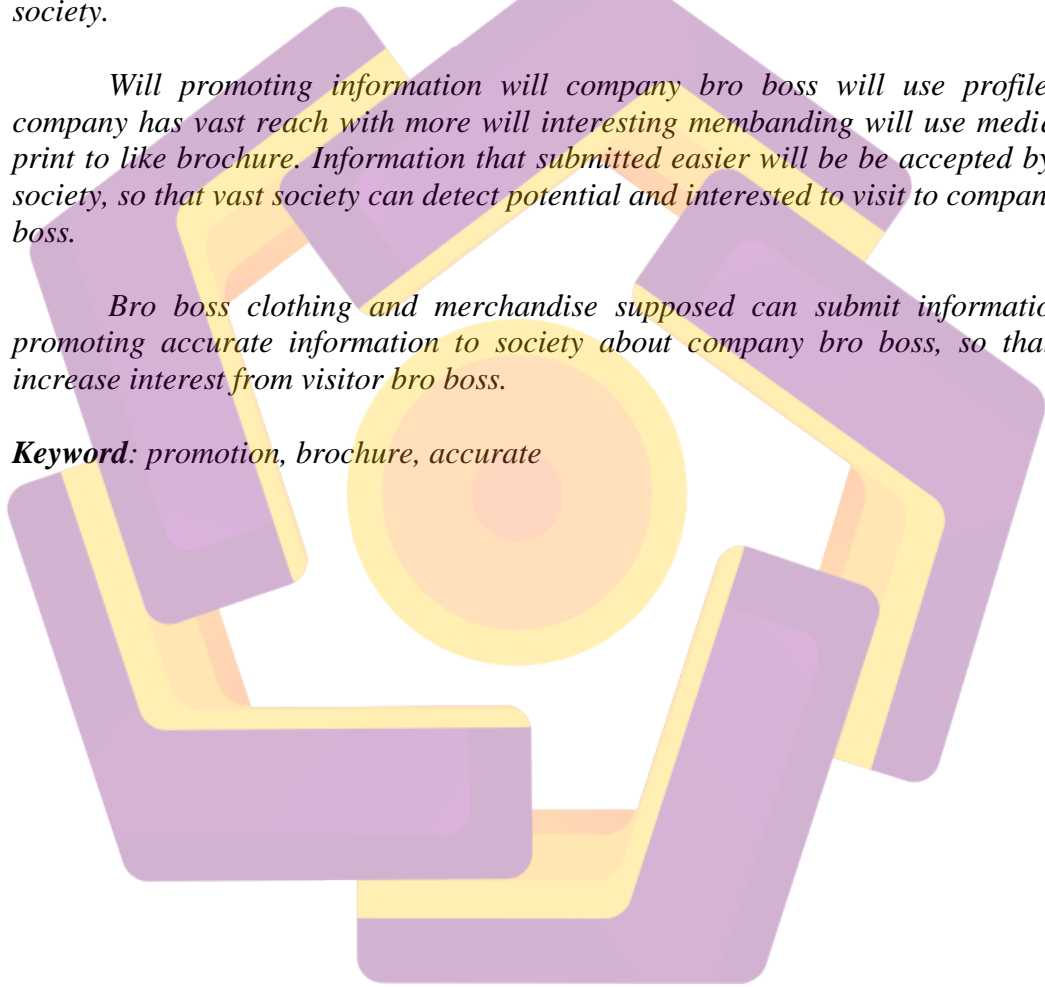 society.
Will promoting information will company bro boss will use profile
company has vast reach with more will interesting membanding will use media
print to like brochure. Information that submitted easier will be be accepted by
society, so that vast society can detect potential and interested to visit to compan
boss.
Bro boss clothing and merchandise supposed can submit informatio
promoting accurate information to society about company bro boss, so that
increase interest from visitor bro boss.
Keyword: promotion, brochure, accurate